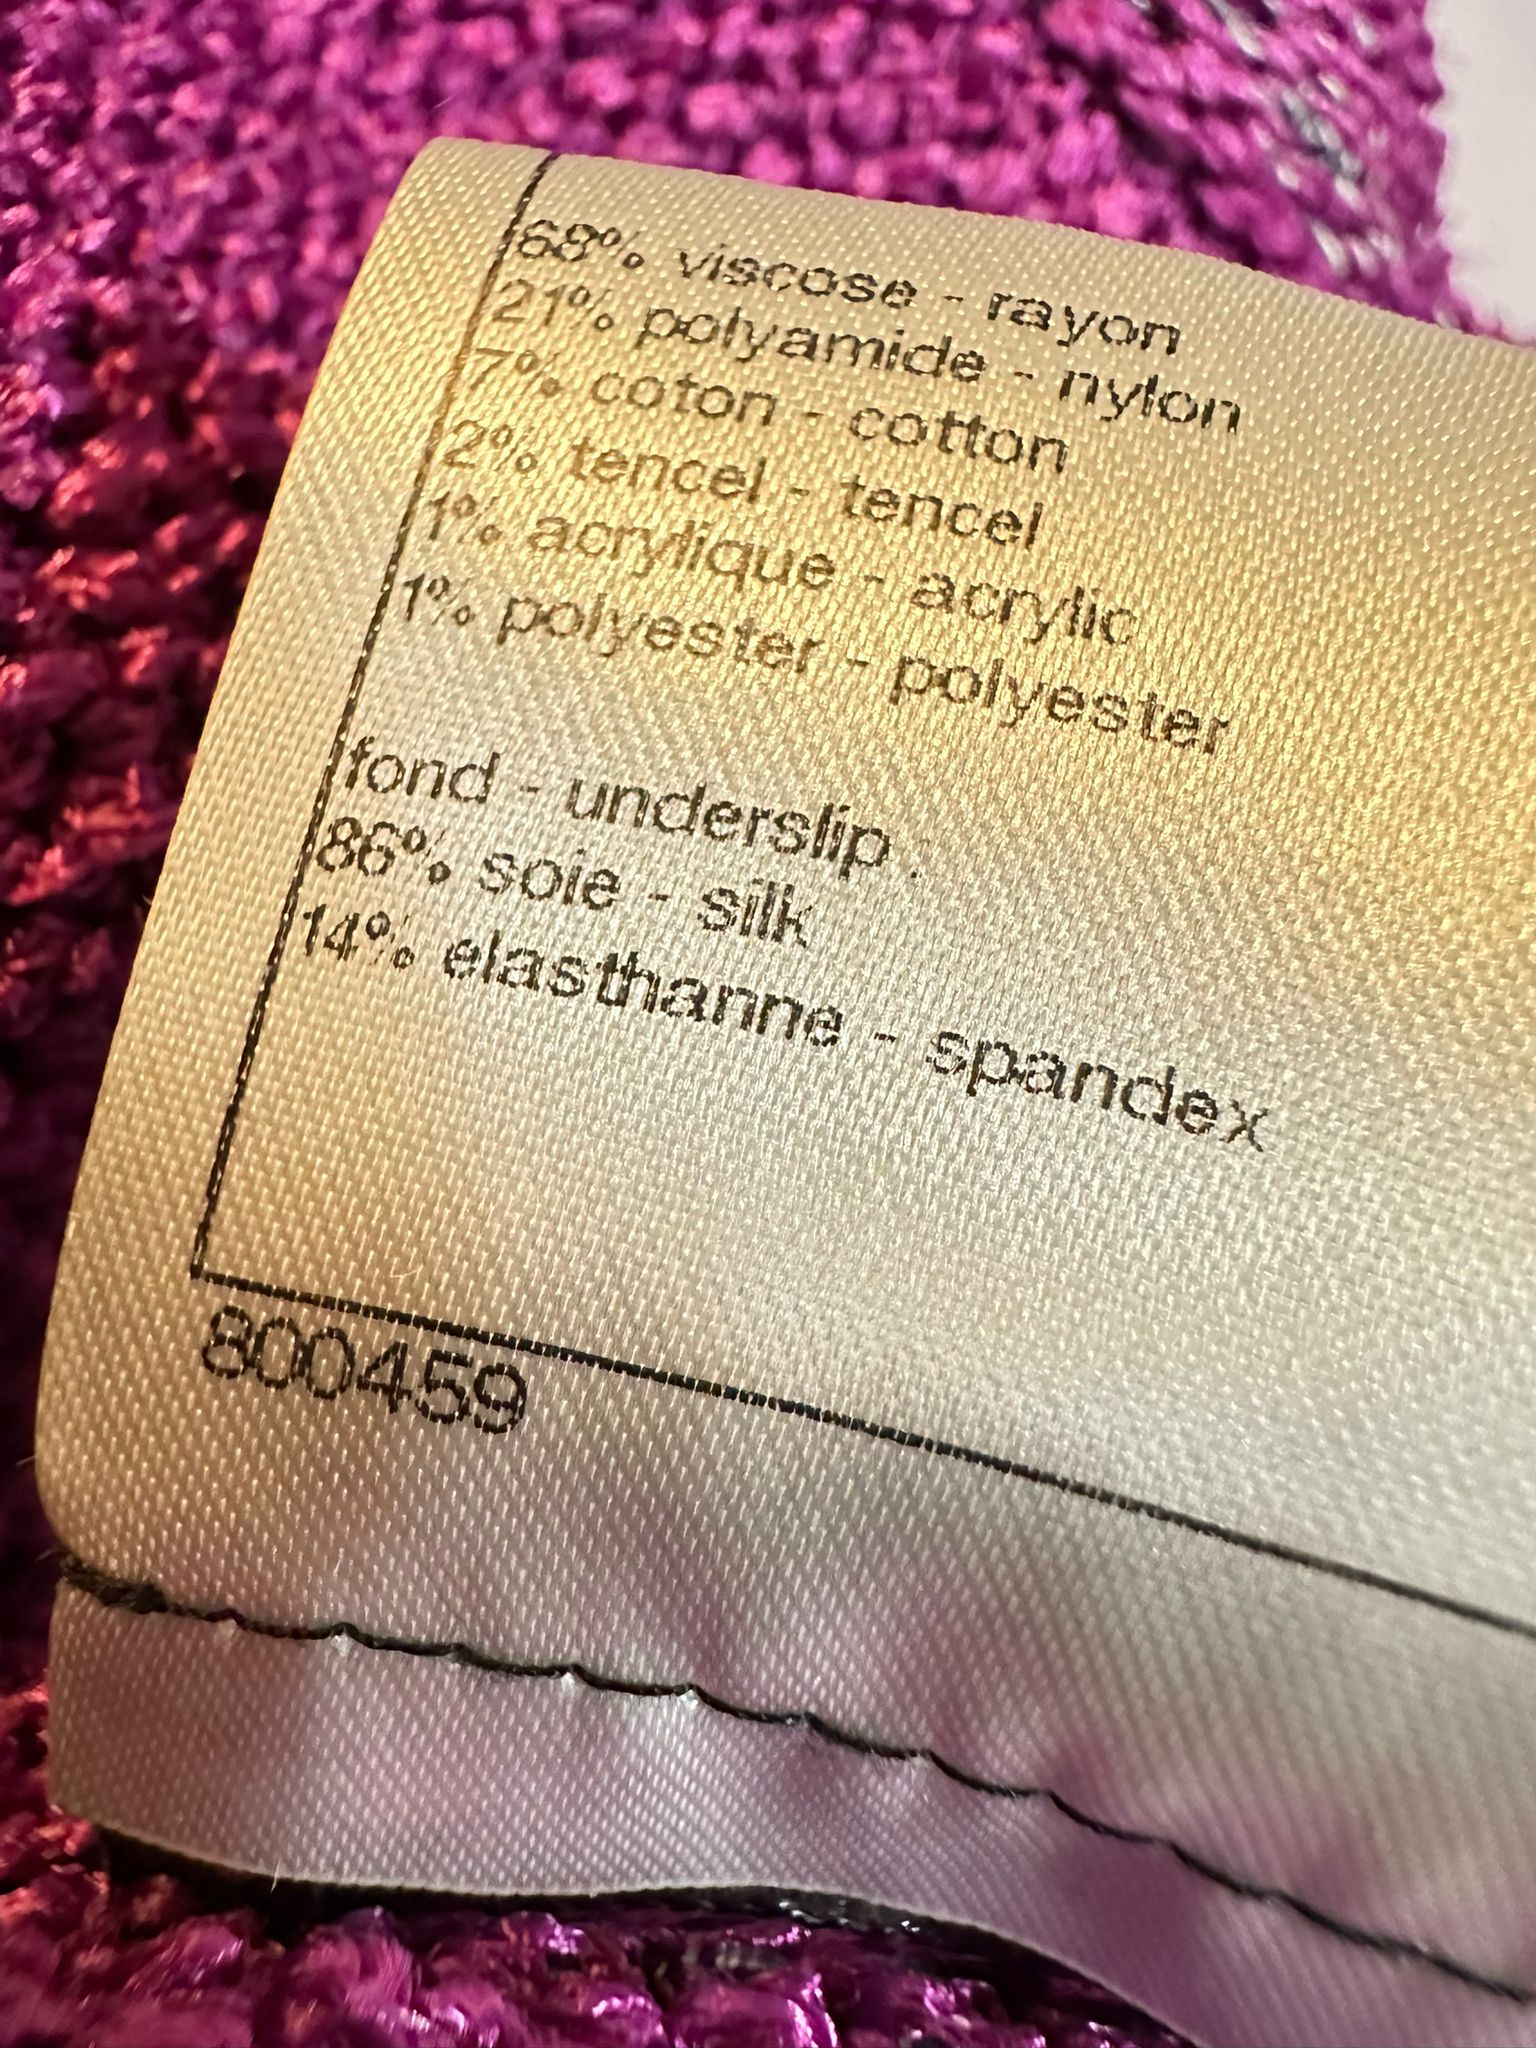 68% viscose - rayon
21% polyamide - nylon
7% coton - cotton
2% tencel - tencel
1% acrylique - acrylic
1% polyester - polyester
fond - underslip :
86% soie - silk
14% elasthanne - spandex
800459